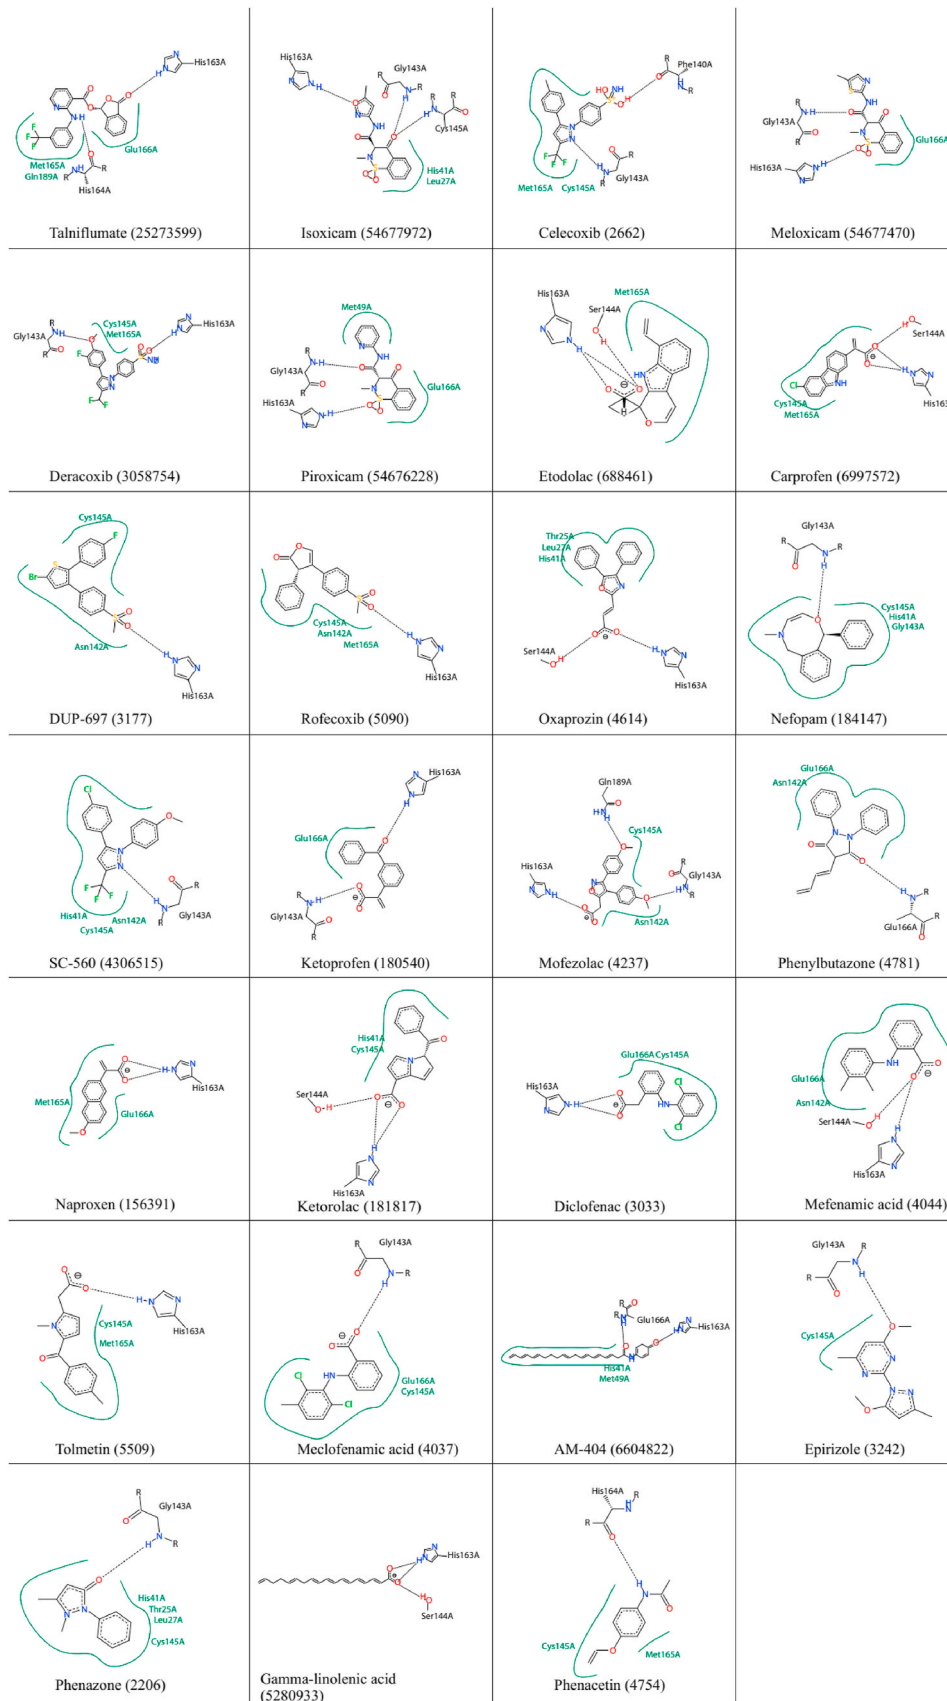 His163A
Met165A
Gln189A
Glu166A
His164A
Talniflumate (25273599)
His163A
Gly143A
Cys145A
His41A
Leu27A
Isoxicam (54677972)
Phe140A
Met165A Cys145A
Gly143A
Celecoxib (2662)
Gly143A
Glu166A
His163A
Meloxicam (54677470)
Gly143A
Cys145A
Met165A
His163A
Deracoxib (3058754)
Met49A
Gly143A
Glu166A
His163A
Piroxicam (54676228)
His163A
Ser144A
Met165A
Etodolac (688461)
Ser144A
Cys145A
Met165A
His163
Carprofen (6997572)
Cys145A
Asn142A
His163A
DUP-697 (3177)
Cys145A
Asn142A
Met165A
His163A
Rofecoxib (5090)
Thr25A
Leu27A
His41A
Ser144A
His163A
Oxaprozin (4614)
Gly143A
Cys145A
His41A
Gly143A
Nefopam (184147)
His41A
Cys145A
Asn142A
Gly143A
SC-560 (4306515)
His163A
Glu166A
Gly143A
Ketoprofen (180540)
Gln189A
Cys145A
His163A
Gly143A
Asn142A
Mofezolac (4237)
Glu166A
Asn142A
Glu166A
Phenylbutazone (4781)
Met165A
Glu166A
His163A
Naproxen (156391)
His41A
Cys145A
Ser144A
His163A
Ketorolac (181817)
Glu166A Cys145A
His163A
Diclofenac (3033)
Glu166A
Asn142A
Ser144A
His163A
Mefenamic acid (4044)
Cys145A
Met165A
His163A
Tolmetin (5509)
Gly143A
Glu166A
Cys145A
Meclofenamic acid (4037)
Glu166A
His163A
His41A
Met49A
AM-404 (6604822)
Gly143A
Cys145A
Epirizole (3242)
Gly143A
His41A
Thr25A
Leu27A
Cys145A
Phenazone (2206)
His163A
Ser144A
Gamma-linolenic acid
(5280933)
His164A
Cys145A
Met165A
Phenacetin (4754)